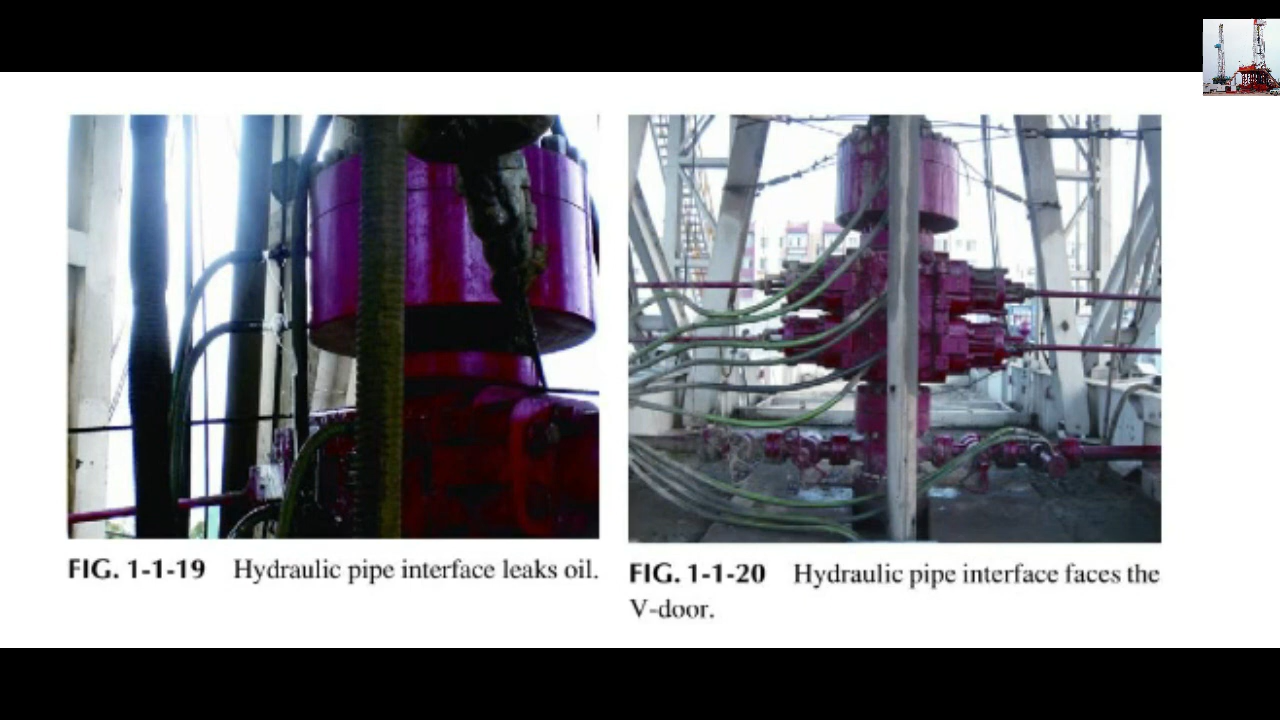 FIG. 1-1-19 Hydraulic pipe interface leaks oil.
FIG. 1-1-20 Hydraulic pipe interface faces the
V-door.